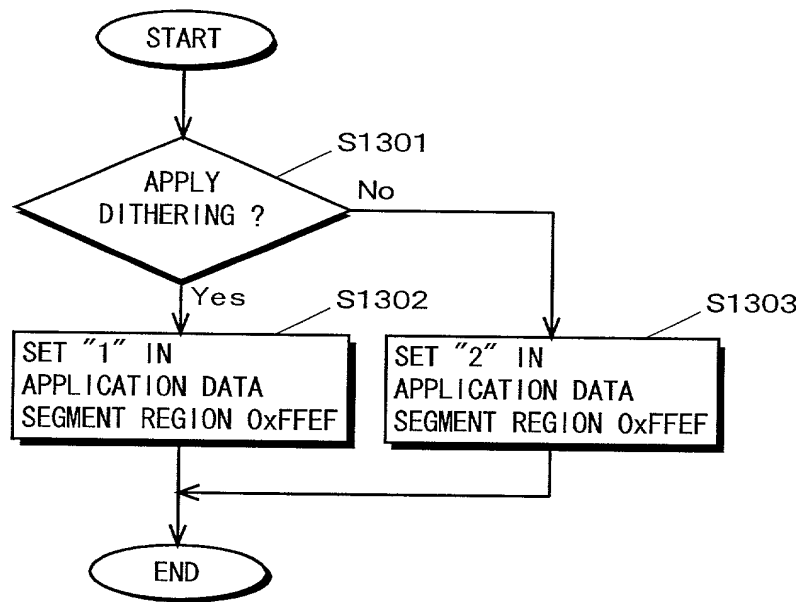 START
S1301
APPLY
DITHERING ?
No
Yes
S1302
SET "1" IN
APPLICATION DATA
SEGMENT REGION 0xFFEF
S1303
SET "2" IN
APPLICATION DATA
SEGMENT REGION 0xFFEF
END